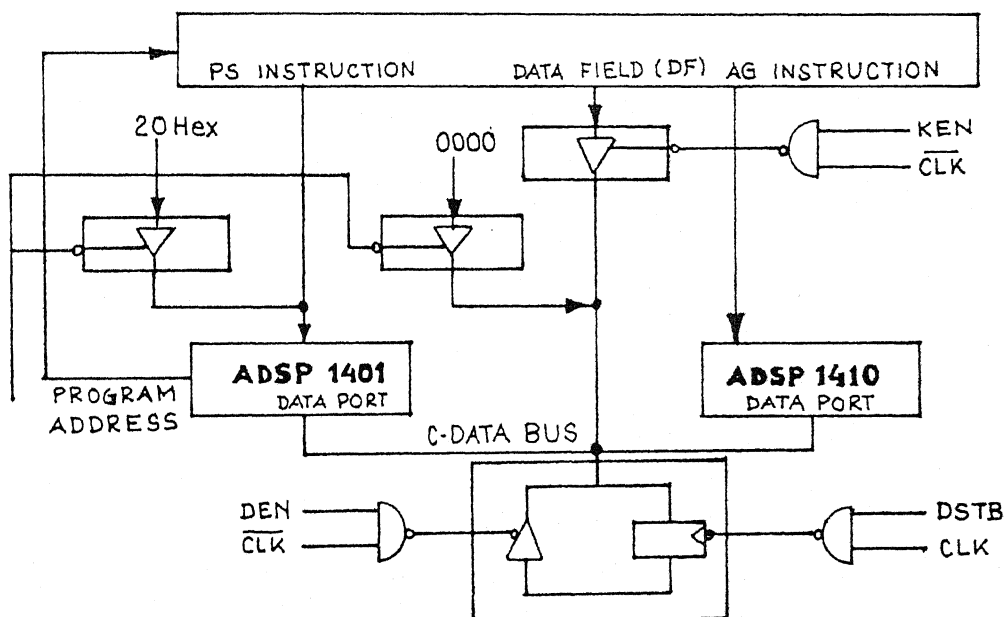 PS INSTRUCTION DATA FIELD (DF) AG INSTRUCTION
20 Hex
0000
KEN
CLK
ADSP 1401
DATA PORT
ADSP 1410
DATA PORT
PROGRAM
ADDRESS
C-DATA BUS
DEN
CLK
DSTB
CLK